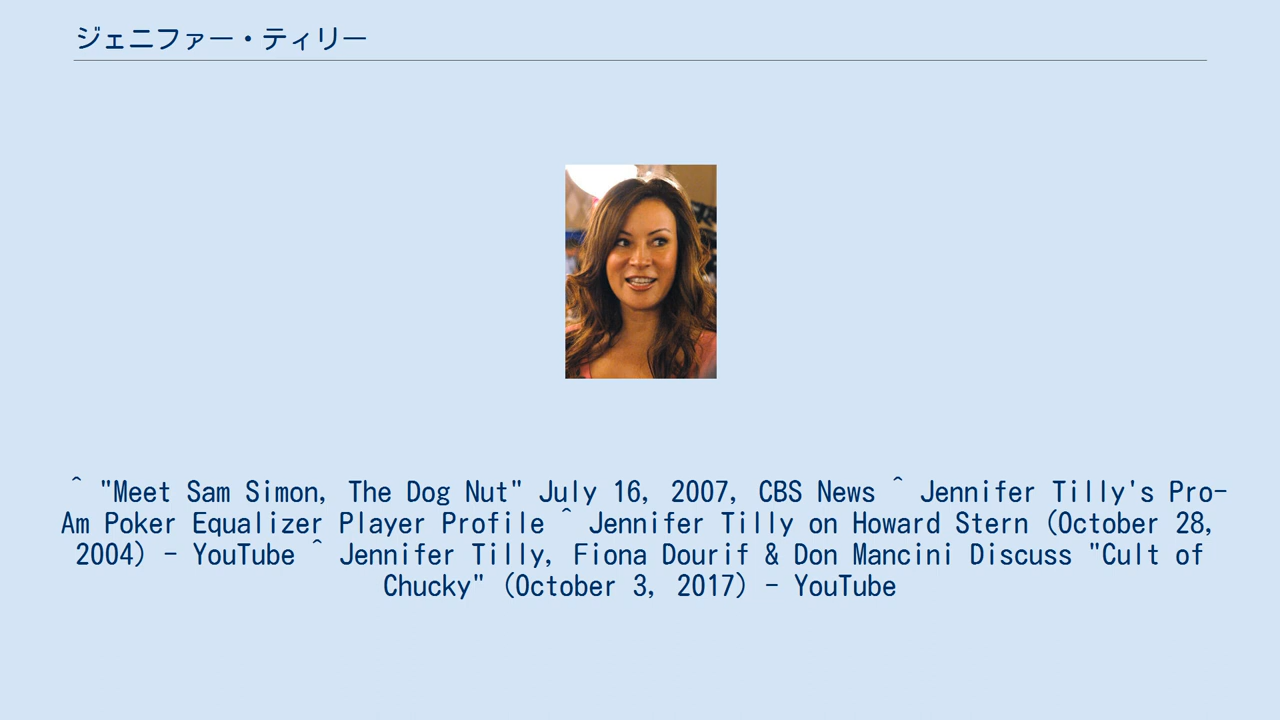 ジェニファー・ティリー
^ "Meet Sam Simon, The Dog Nut" July 16, 2007, CBS News ^ Jennifer Tilly's Pro-
Am Poker Equalizer Player Profile ^ Jennifer Tilly on Howard Stern (October 28,
2004) - YouTube ^ Jennifer Tilly, Fiona Dourif & Don Mancini Discuss "Cult of
Chucky" (October 3, 2017) - YouTube